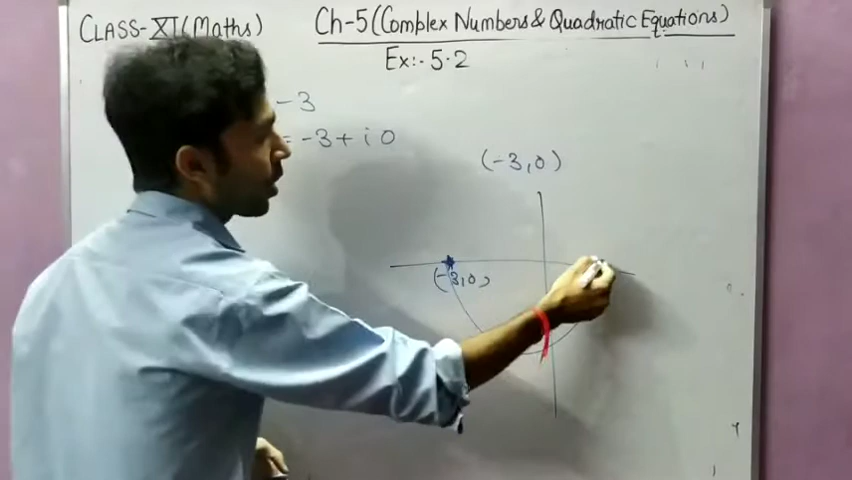 CLASS-XI(Maths)
Ch-5(Complex Numbers & Quadratic Equations)
Ex:- 5.2
-3
= -3 + i 0
(-3,0)
(-3,0)